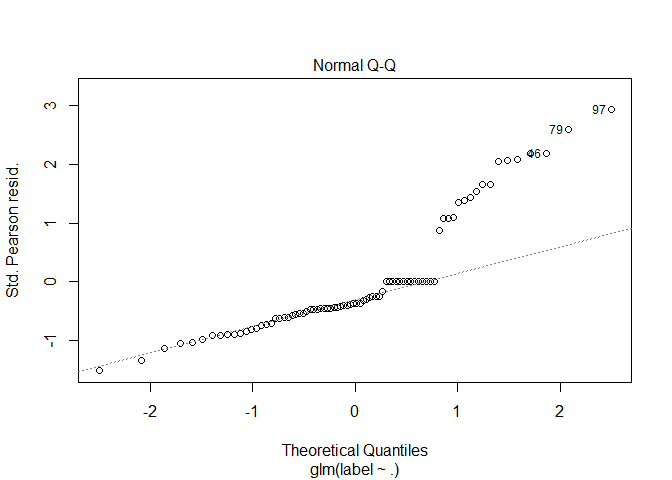 Normal Q-Q
Std. Pearson resid.
3
2
1
0
-1
97
79
46
-2 -1 0 1 2
Theoretical Quantiles
glm(label ~ .)